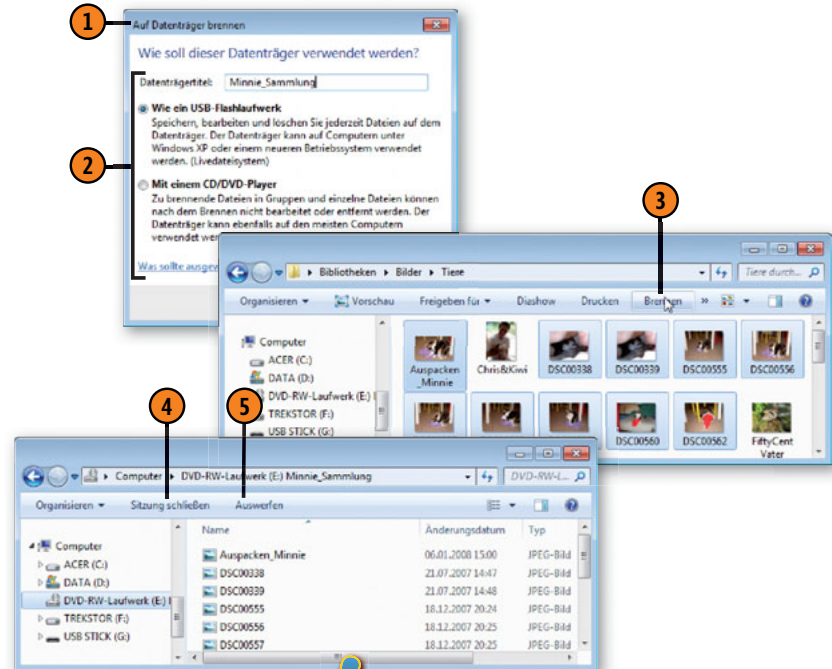 1
Auf Datenträger brennen
Wie soll dieser Datenträger verwendet werden?
Datenträgertitel: Minnie_Sammlung
2
Wie ein USB-Flashlaufwerk
Speichern, bearbeiten und löschen Sie jederzeit Dateien auf dem
Datenträger. Der Datenträger kann auf Computern unter
Windows XP oder einem neueren Betriebssystem verwendet
werden. (Livedateisystem)
Mit einem CD/DVD-Player
Zu brennende Dateien in Gruppen und einzelne Dateien können
nach dem Brennen nicht bearbeitet oder entfernt werden. Der
Datenträger kann ebenfalls auf den meisten Computern
verwendet
Was sollte
3
Bibliotheken Bilder Tiere
Tiere durch...
Organisieren Vorschau Freigeben für Diashow Drucken Brennen »
Computer
ACER (C:)
DATA (D:)
DVD-RW-Laufwerk (E:)
TREKSTOR (F:)
USB STICK (G:)
Auspacken
_Minnie
Chris&Kiwi
DSC00338
DSC00339
DSC00555
DSC00556
DSC00560
DSC00562
FiftyCent
Vater
4
5
Computer DVD-RW-Laufwerk (E:) Minnie_Sammlung
DVD-RW-L...
Organisieren Sitzung schließen Auswerfen
Computer
ACER (C:)
DATA (D:)
DVD-RW-Laufwerk (E:)
TREKSTOR (F:)
USB STICK (G:)
Name Änderungsdatum Typ
Auspacken_Minnie 06.01.2008 15:00 JPEG-Bild
DSC00338 21.07.2007 14:47 JPEG-Bild
DSC00339 21.07.2007 14:48 JPEG-Bild
DSC00555 18.12.2007 20:24 JPEG-Bild
DSC00556 18.12.2007 20:25 JPEG-Bild
DSC00557 18.12.2007 20:25 JPEG-Bild